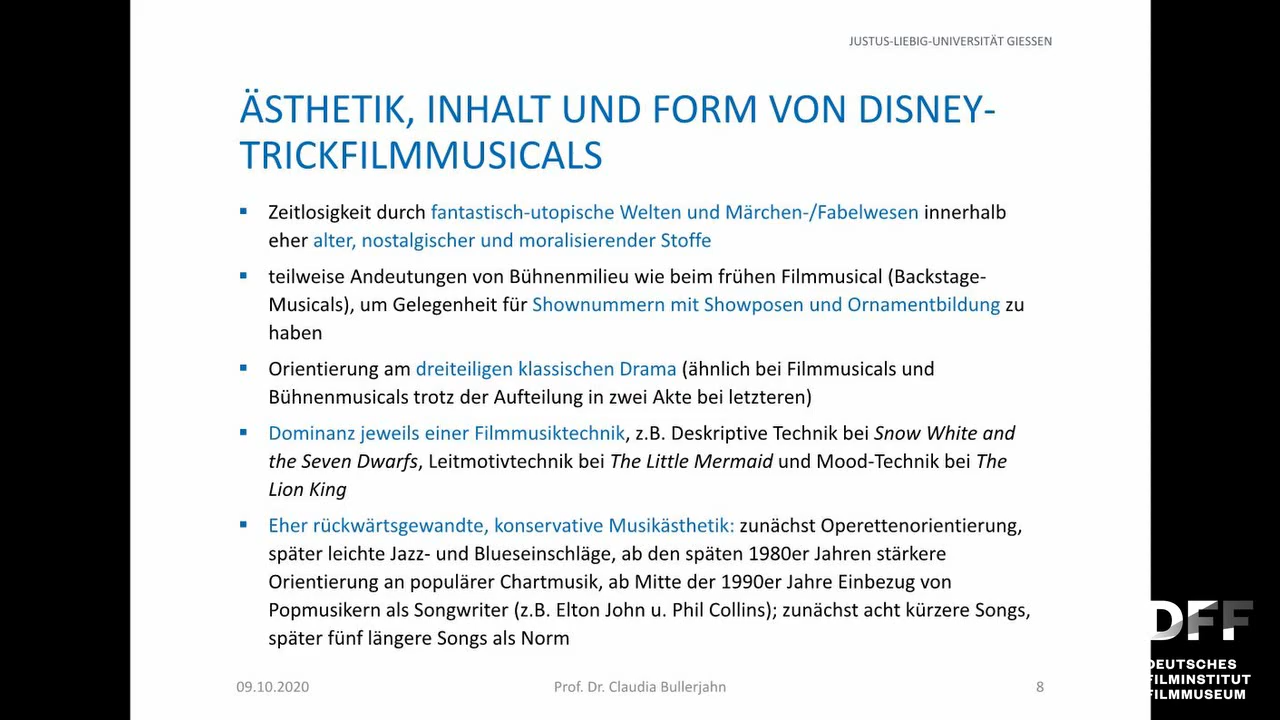 JUSTUS-LIEBIG-UNIVERSITÄT GIESSEN
ÄSTHETIK, INHALT UND FORM VON DISNEY-
TRICKFILMMUSICALS
▪ Zeitlosigkeit durch fantastisch-utopische Welten und Märchen-/Fabelwesen innerhalb
eher alter, nostalgischer und moralisierender Stoffe
▪ teilweise Andeutungen von Bühnenmilieu wie beim frühen Filmmusical (Backstage-
Musicals), um Gelegenheit für Shownummern mit Showposen und Ornamentbildung zu
haben
▪ Orientierung am dreiteiligen klassischen Drama (ähnlich bei Filmmusicals und
Bühnenmusicals trotz der Aufteilung in zwei Akte bei letzteren)
▪ Dominanz jeweils einer Filmmusiktechnik, z.B. Deskriptive Technik bei Snow White and
the Seven Dwarfs, Leitmotivtechnik bei The Little Mermaid und Mood-Technik bei The
Lion King
▪ Eher rückwärtsgewandte, konservative Musikästhetik: zunächst Operettenorientierung,
später leichte Jazz- und Blueseinschläge, ab den späten 1980er Jahren stärkere
Orientierung an populärer Chartmusik, ab Mitte der 1990er Jahre Einbezug von
Popmusikern als Songwriter (z.B. Elton John u. Phil Collins); zunächst acht kürzere Songs,
später fünf längere Songs als Norm
09.10.2020
Prof. Dr. Claudia Bullerjahn
8
DFF
DEUTSCHES
FILMINSTITUT
FILMMUSEUM